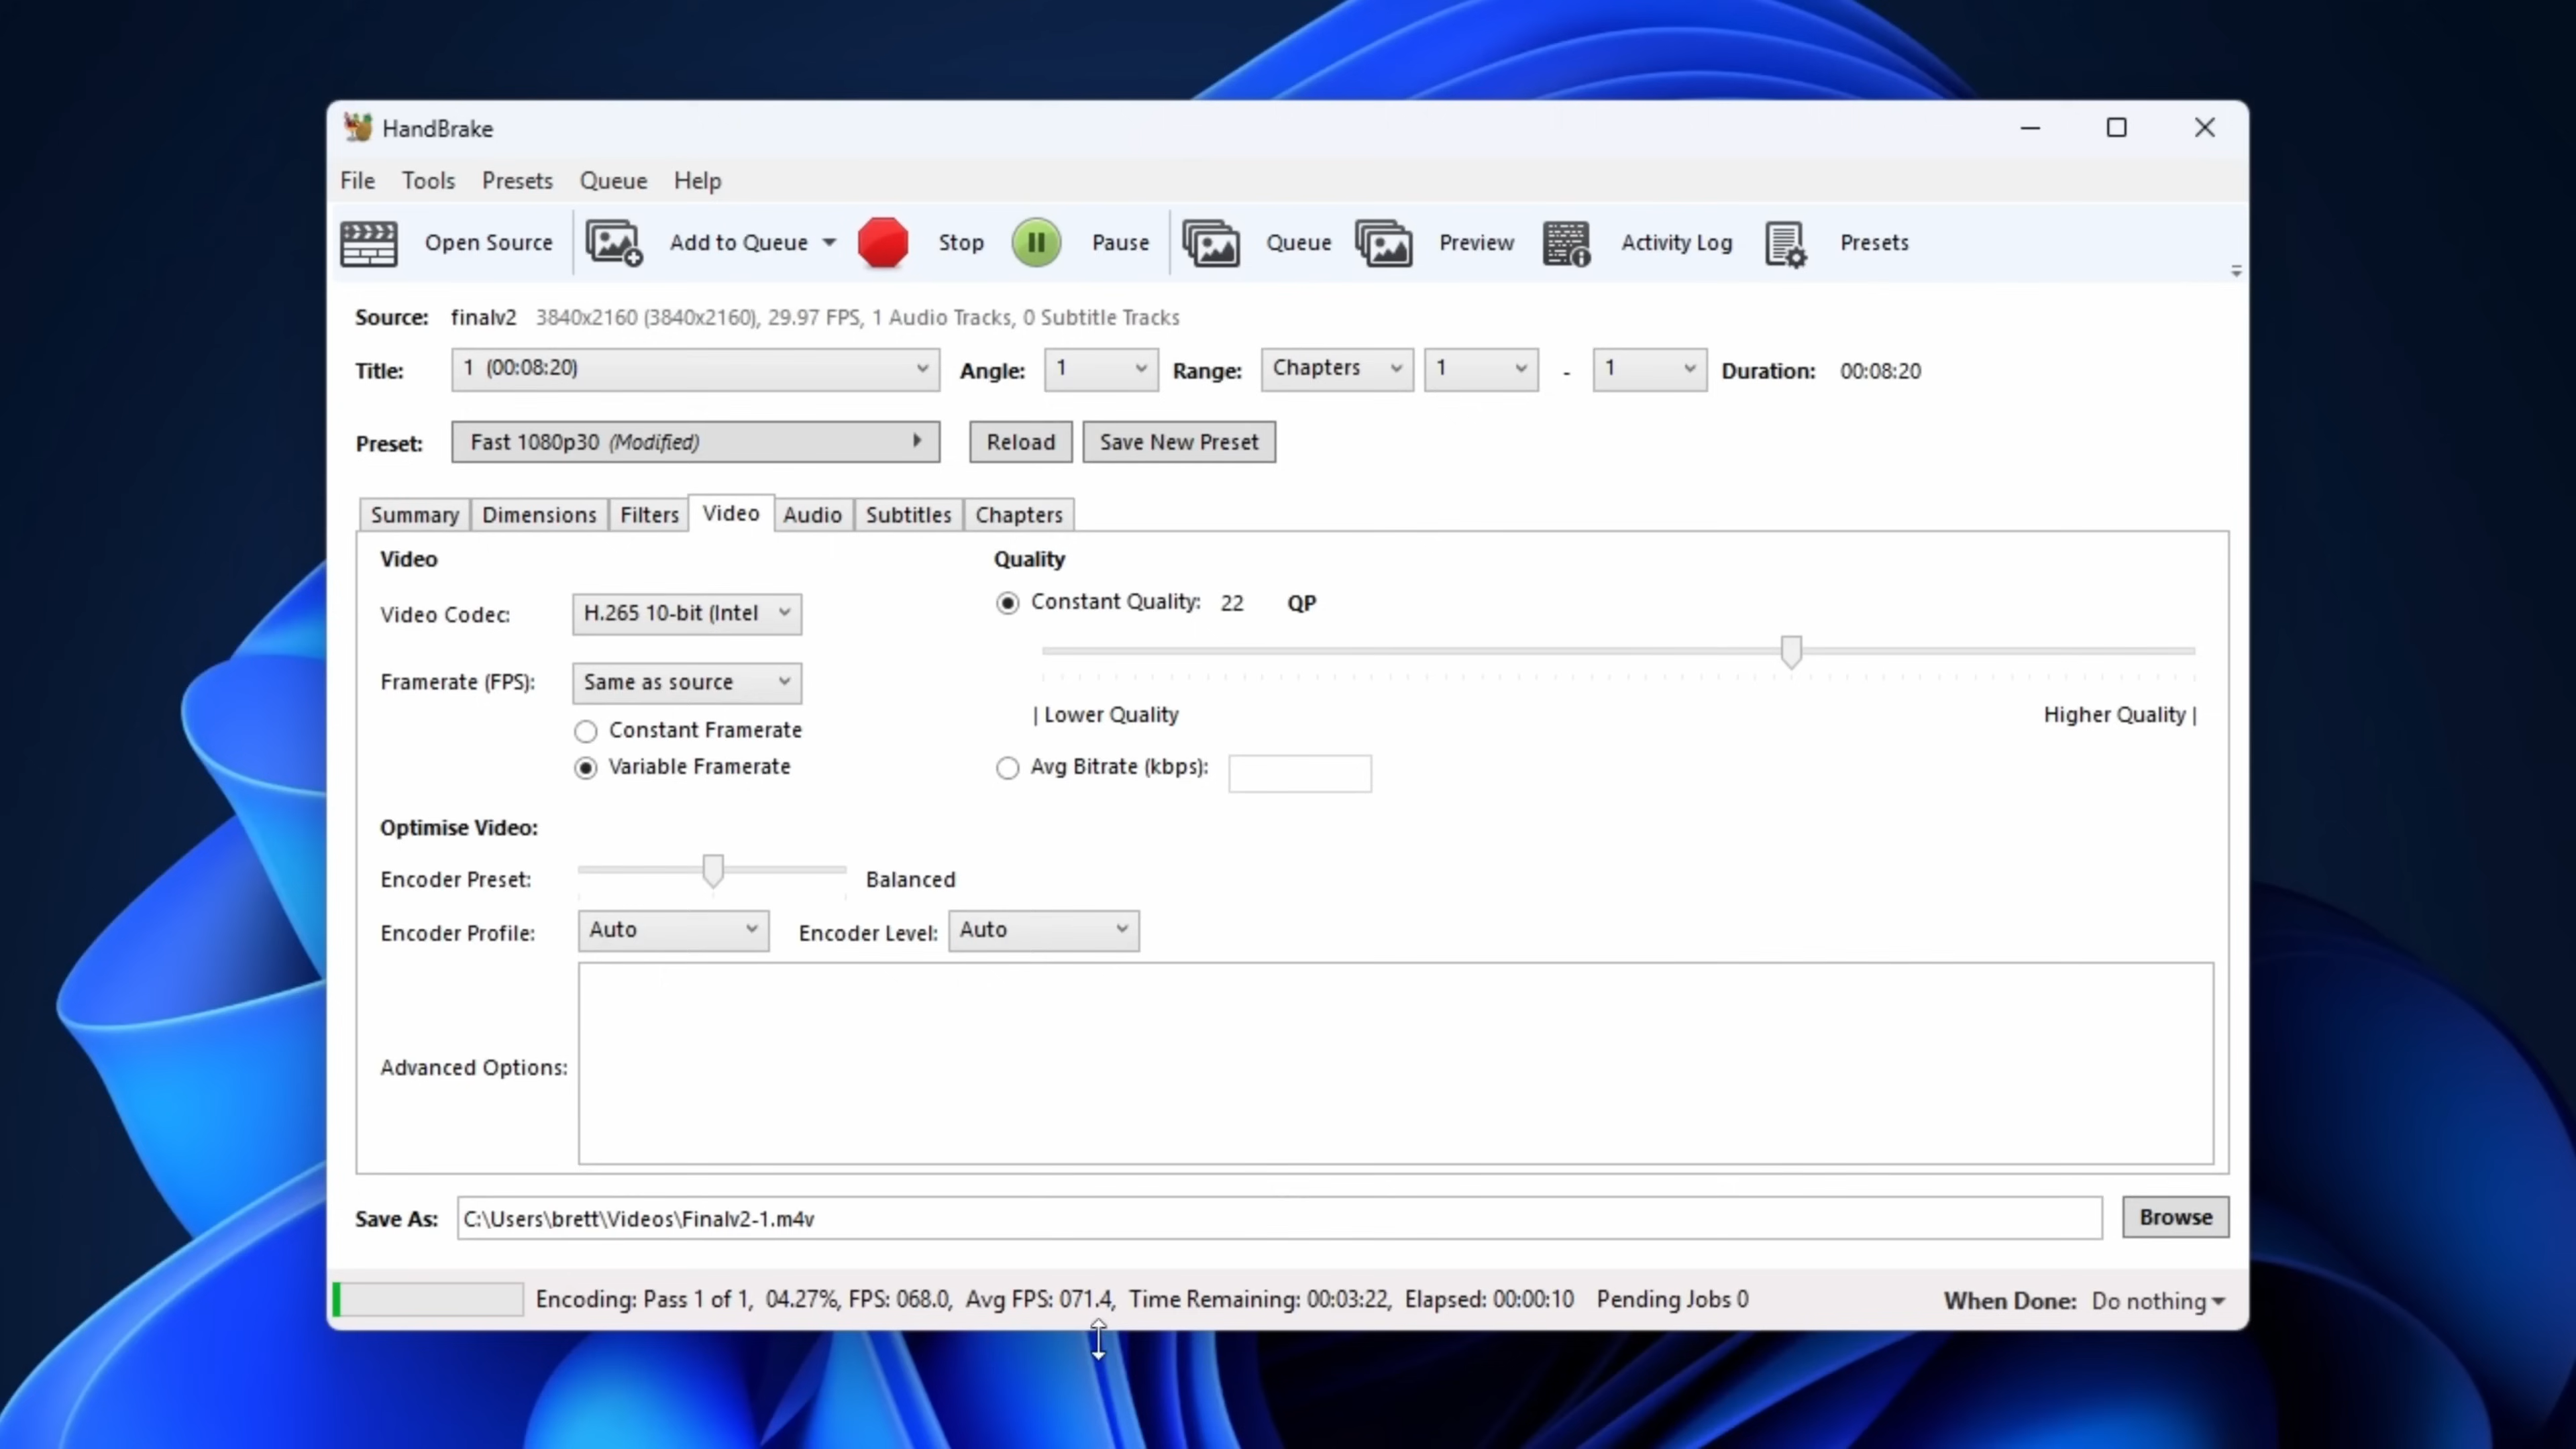 HandBrake
File Tools Presets Queue Help
Open Source Add to Queue Stop Pause Queue Preview Activity Log Presets
Source: finalv2 3840x2160 (3840x2160), 29.97 FPS, 1 Audio Tracks, 0 Subtitle Tracks
Title: 1 (00:08:20) Angle: 1 Range: Chapters 1 - 1 Duration: 00:08:20
Preset: Fast 1080p30 (Modified) Reload Save New Preset
Summary Dimensions Filters Video Audio Subtitles Chapters
Video Quality
Video Codec: H.265 10-bit (Intel Constant Quality: 22 QP
Framerate (FPS): Same as source | Lower Quality Higher Quality |
Constant Framerate
Variable Framerate Avg Bitrate (kbps):
Optimise Video:
Encoder Preset: Balanced
Encoder Profile: Auto Encoder Level: Auto
Advanced Options:
Save As: C:\Users\brett\Videos\Finalv2-1.m4v Browse
Encoding: Pass 1 of 1, 04.27%, FPS: 068.0, Avg FPS: 071.4, Time Remaining: 00:03:22, Elapsed: 00:00:10 Pending Jobs 0 When Done: Do nothing